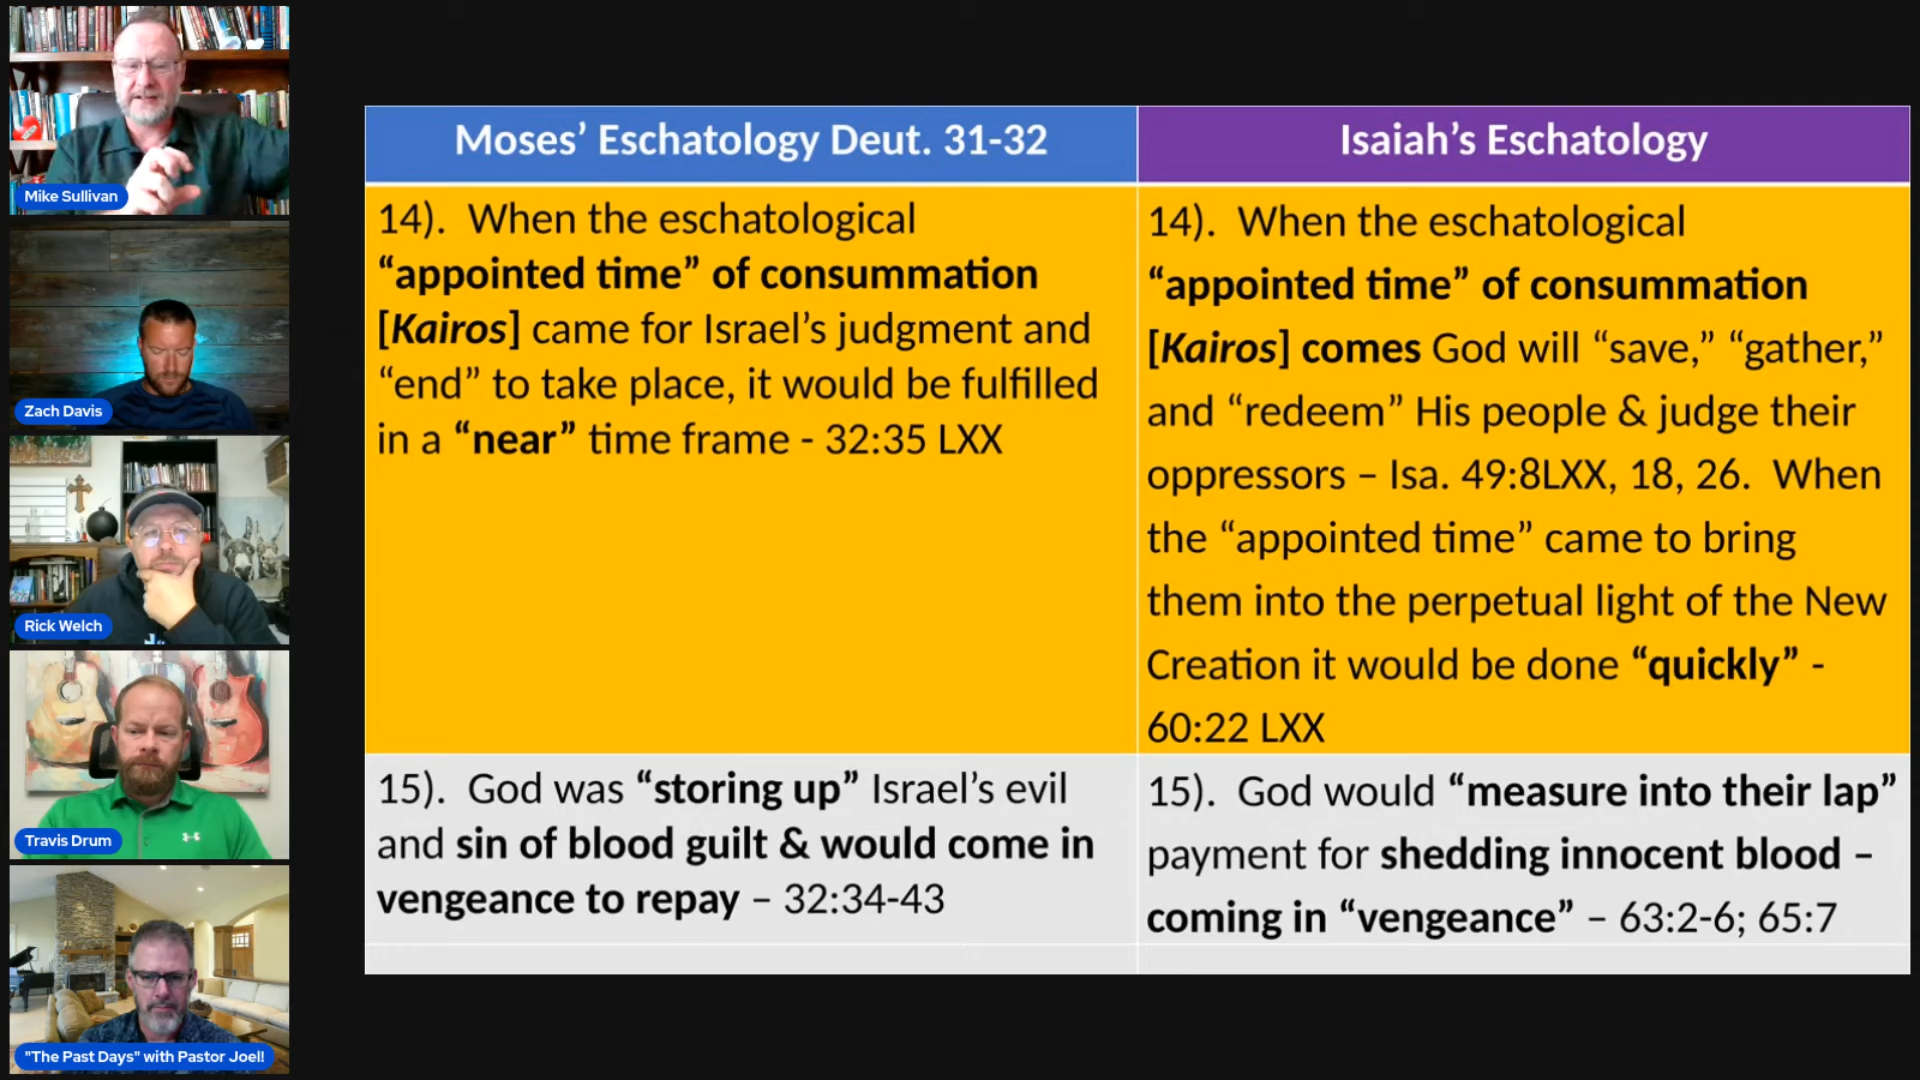 Mike Sullivan
Zach Davis
Rick Welch
Travis Drum
"The Past Days" with Pastor Joel!
Moses’ Eschatology Deut. 31-32
14). When the eschatological
“appointed time” of consummation
[Kairos] came for Israel’s judgment and
“end” to take place, it would be fulfilled
in a “near” time frame - 32:35 LXX
15). God was “storing up” Israel’s evil
and sin of blood guilt & would come in
vengeance to repay – 32:34-43
Isaiah’s Eschatology
14). When the eschatological
“appointed time” of consummation
[Kairos] comes God will “save,” “gather,”
and “redeem” His people & judge their
oppressors – Isa. 49:8LXX, 18, 26. When
the “appointed time” came to bring
them into the perpetual light of the New
Creation it would be done “quickly” -
60:22 LXX
15). God would “measure into their lap”
payment for shedding innocent blood –
coming in “vengeance” – 63:2-6; 65:7